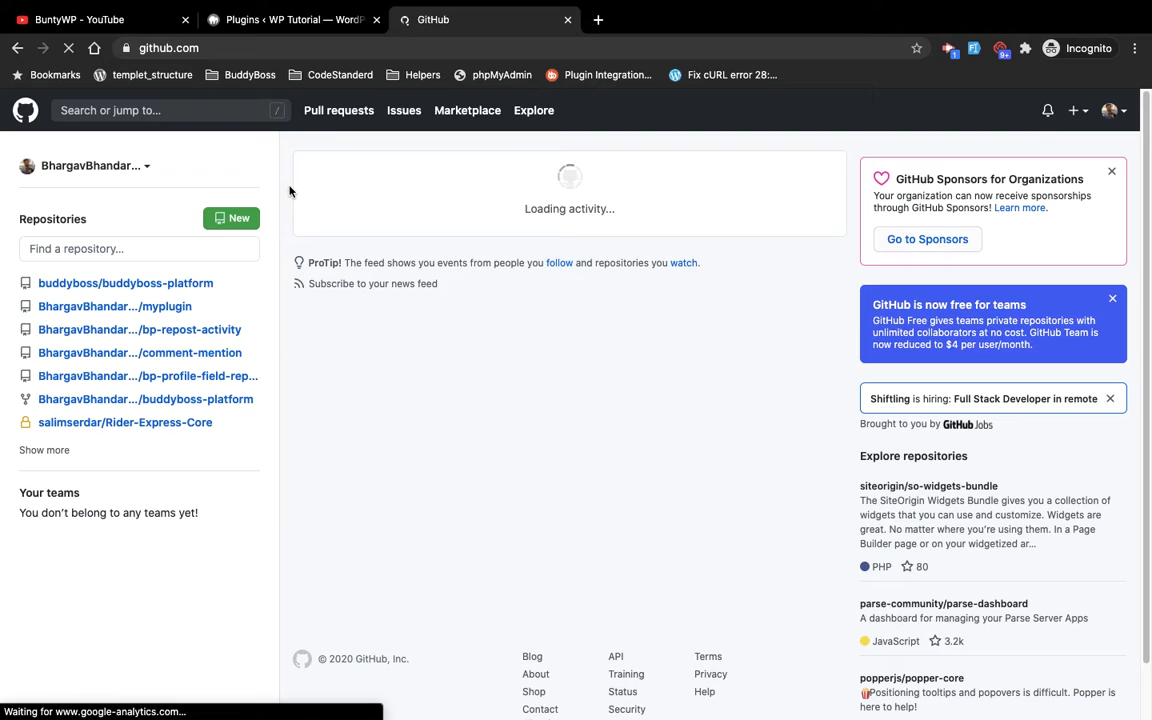 BuntyWP - YouTube
Plugins ‹ WP Tutorial — WordP
GitHub
github.com
Incognito
1
9+
Bookmarks
templet_structure
BuddyBoss
CodeStanderd
Helpers
phpMyAdmin
Plugin Integration...
Fix cURL error 28:...
Search or jump to...
/
Pull requests
Issues
Marketplace
Explore
BhargavBhandar...
Repositories
New
Find a repository...
buddyboss/buddyboss-platform
BhargavBhandar.../myplugin
BhargavBhandar.../bp-repost-activity
BhargavBhandar.../comment-mention
BhargavBhandar.../bp-profile-field-rep...
BhargavBhandar.../buddyboss-platform
salimserdar/Rider-Express-Core
Show more
Your teams
You don’t belong to any teams yet!
Loading activity...
ProTip! The feed shows you events from people you follow and repositories you watch.
Subscribe to your news feed
GitHub Sponsors for Organizations
Your organization can now receive sponsorships
through GitHub Sponsors! Learn more.
Go to Sponsors
GitHub is now free for teams
GitHub Free gives teams private repositories with
unlimited collaborators at no cost. GitHub Team is
now reduced to $4 per user/month.
Shiftling is hiring: Full Stack Developer in remote
Brought to you by GitHub Jobs
Explore repositories
siteorigin/so-widgets-bundle
The SiteOrigin Widgets Bundle gives you a collection of
widgets that you can use and customize. Widgets are
great. No matter where you’re using them. In a Page
Builder page or on your widgetized ar...
PHP 80
parse-community/parse-dashboard
A dashboard for managing your Parse Server Apps
JavaScript 3.2k
popperjs/popper-core
🍿Positioning tooltips and popovers is difficult. Popper is
here to help!
© 2020 GitHub, Inc.
Blog
About
Shop
Contact
API
Training
Status
Security
Terms
Privacy
Help
Waiting for www.google-analytics.com...